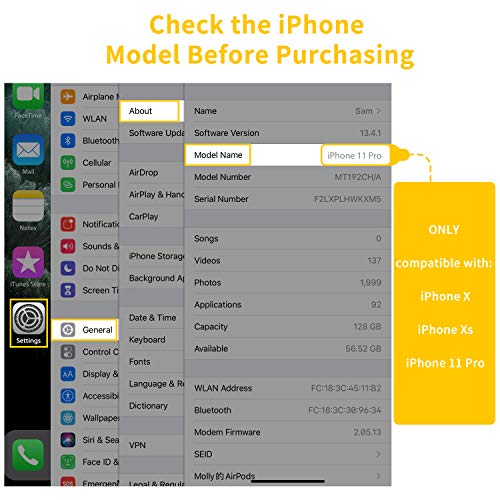 Check the iPhone
Model Before Purchasing
FaceTime
Mail
Notes
iTunes Store
Settings
Airplane M
WLAN
Bluetooth
Cellular
Personal
Notificati
Sounds &
Do Not Di
Screen Ti
General
Control C
Display &
Accessibi
Wallpaper
Siri & Sea
Face ID &
Emergenc
SOS
About
Software Upda
AirDrop
AirPlay & Hand
CarPlay
iPhone Storag
Background Ap
Date & Time
Keyboard
Fonts
Language & Re
Dictionary
VPN
Legal & Regula
Name Sam >
Software Version 13.4.1
Model Name iPhone 11 Pro
Model Number MT192CH/A
Serial Number F2LXPLHWKXM5
Songs 0
Videos 137
Photos 1,999
Applications 92
Capacity 128 GB
Available 56.52 GB
WLAN Address FC:18:3C:45:11:B2
Bluetooth FC:18:3C:30:96:34
Modem Firmware 2.05.13
SEID >
Molly的 AirPods >
ONLY
compatible with:
iPhone X
iPhone Xs
iPhone 11 Pro